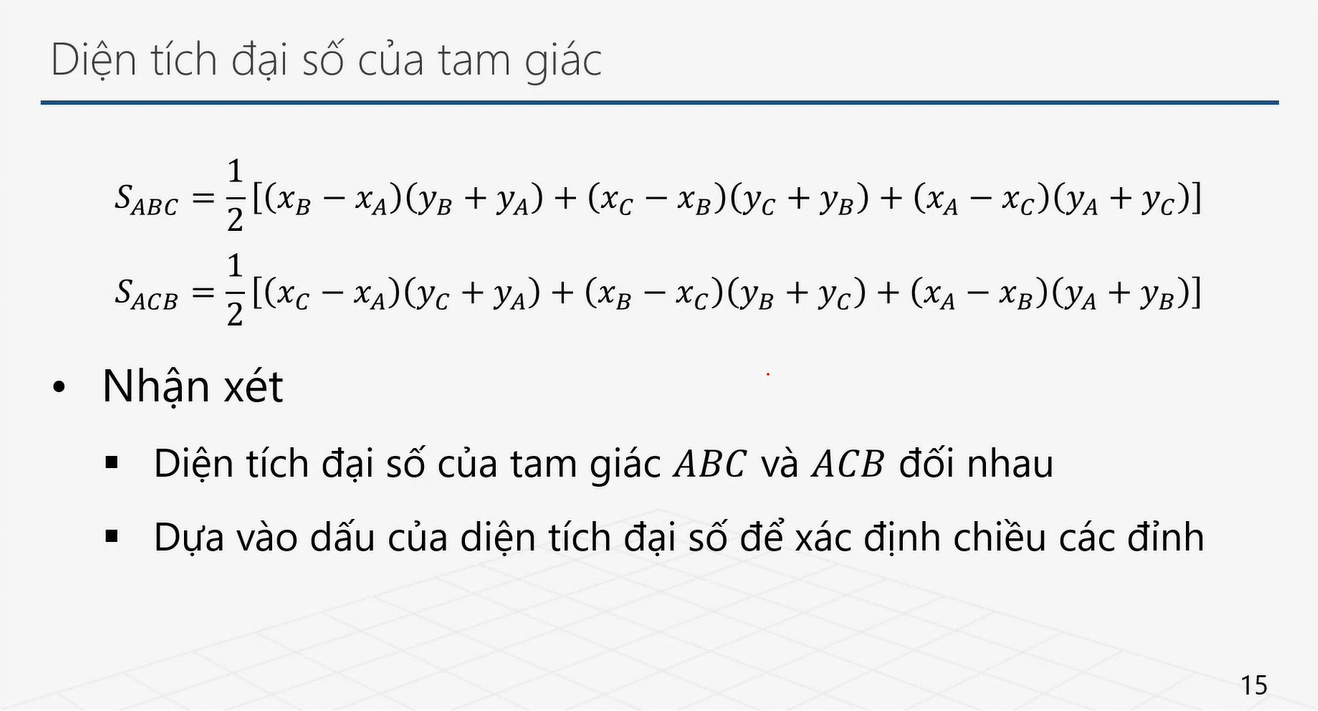 Diện tích đại số của tam giác
S_{ABC} = \frac{1}{2}[(x_B − x_A)(y_B + y_A) + (x_C − x_B)(y_C + y_B) + (x_A − x_C)(y_A + y_C)]
S_{ACB} = \frac{1}{2}[(x_C − x_A)(y_C + y_A) + (x_B − x_C)(y_B + y_C) + (x_A − x_B)(y_A + y_B)]
• Nhận xét
▪ Diện tích đại số của tam giác ABC và ACB đối nhau
▪ Dựa vào dấu của diện tích đại số để xác định chiều các đỉnh
15